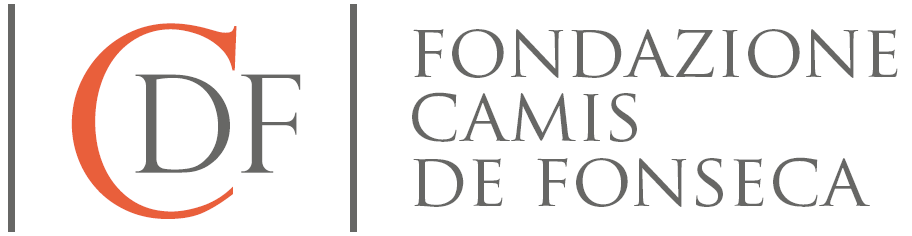 CDF
FONDAZIONE
CAMIS
DE FONSECA